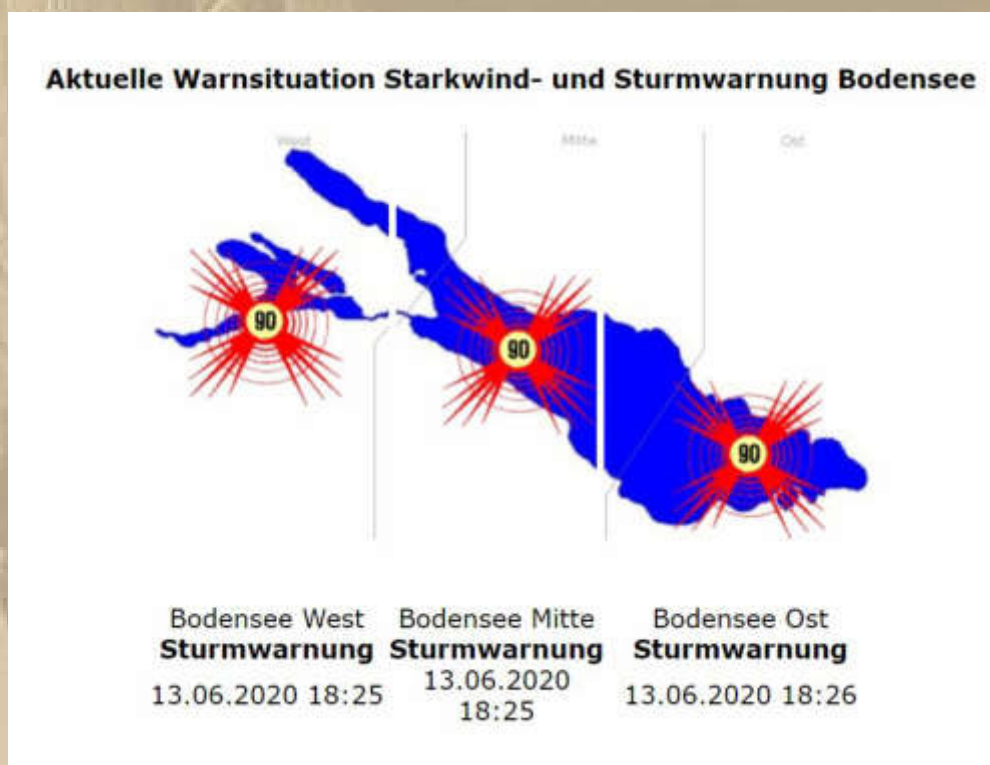 Aktuelle Warnsituation Starkwind- und Sturmwarnung Bodensee
West
Mitte
Ost
90
90
90
Bodensee West
Sturmwarnung
13.06.2020 18:25
Bodensee Mitte
Sturmwarnung
13.06.2020
18:25
Bodensee Ost
Sturmwarnung
13.06.2020 18:26